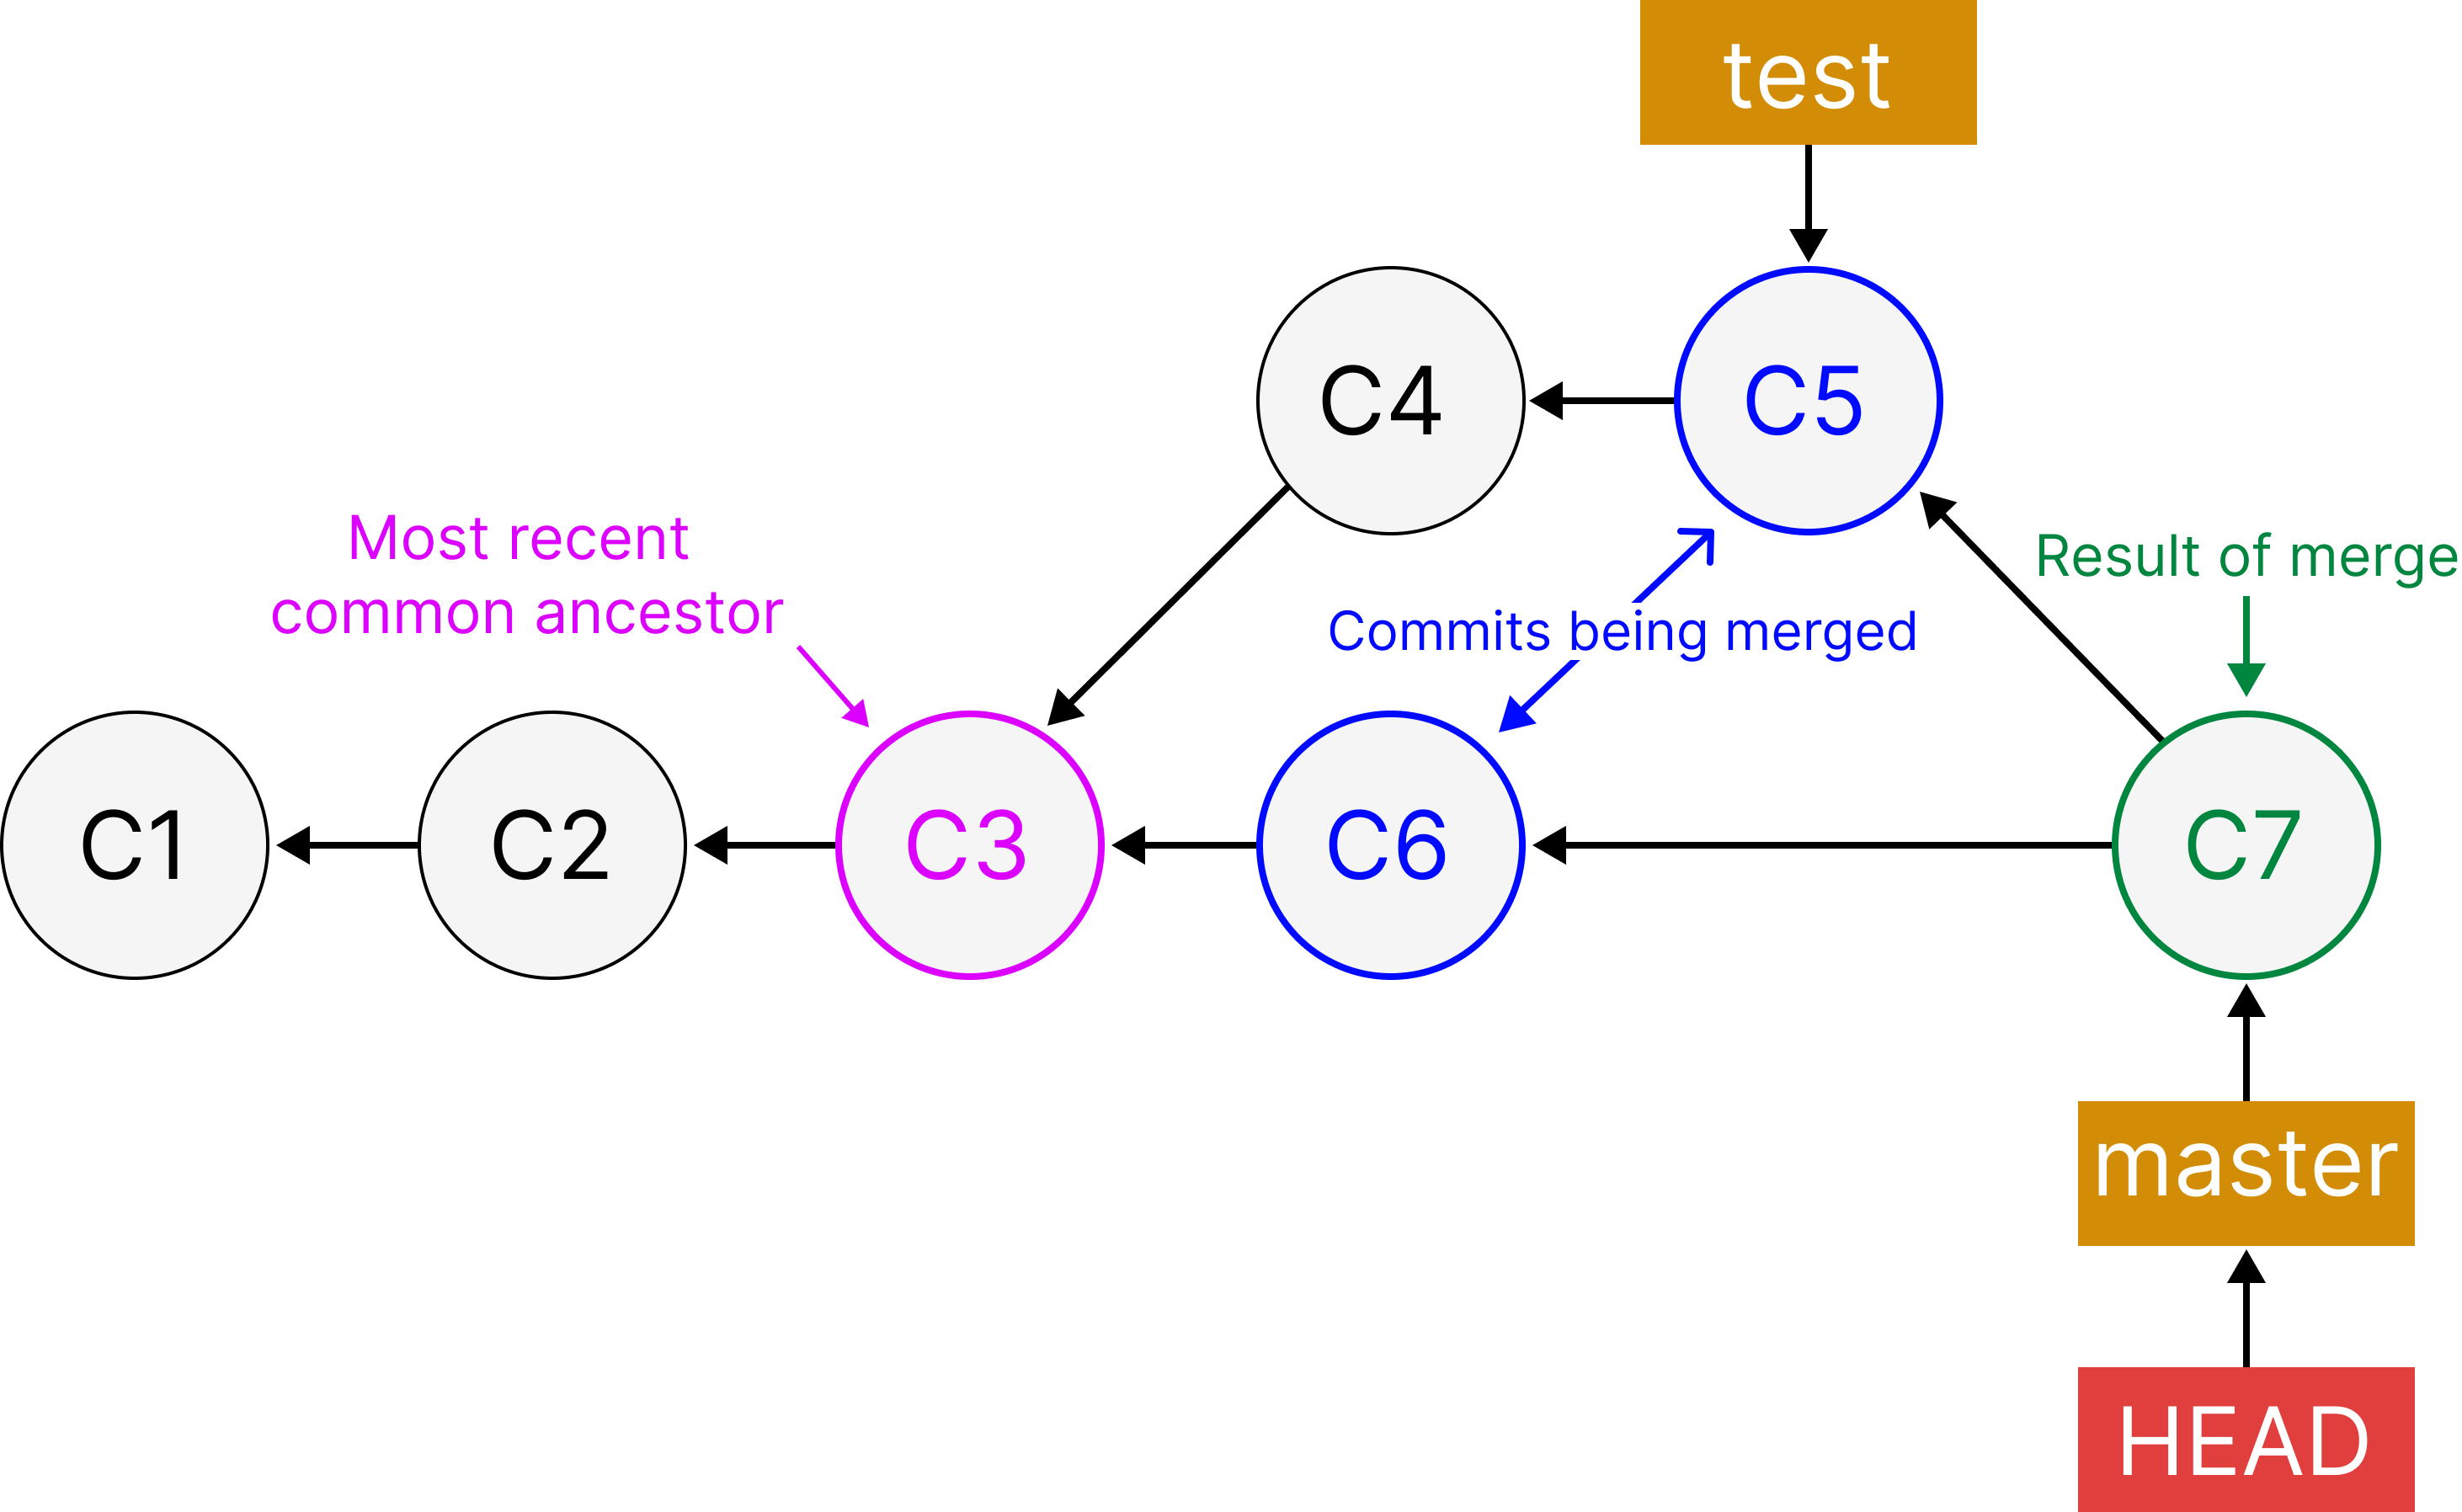 test
C4
C5
Most recent
common ancestor
Result of merge
Commits being merged
C1
C2
C3
C6
C7
master
HEAD